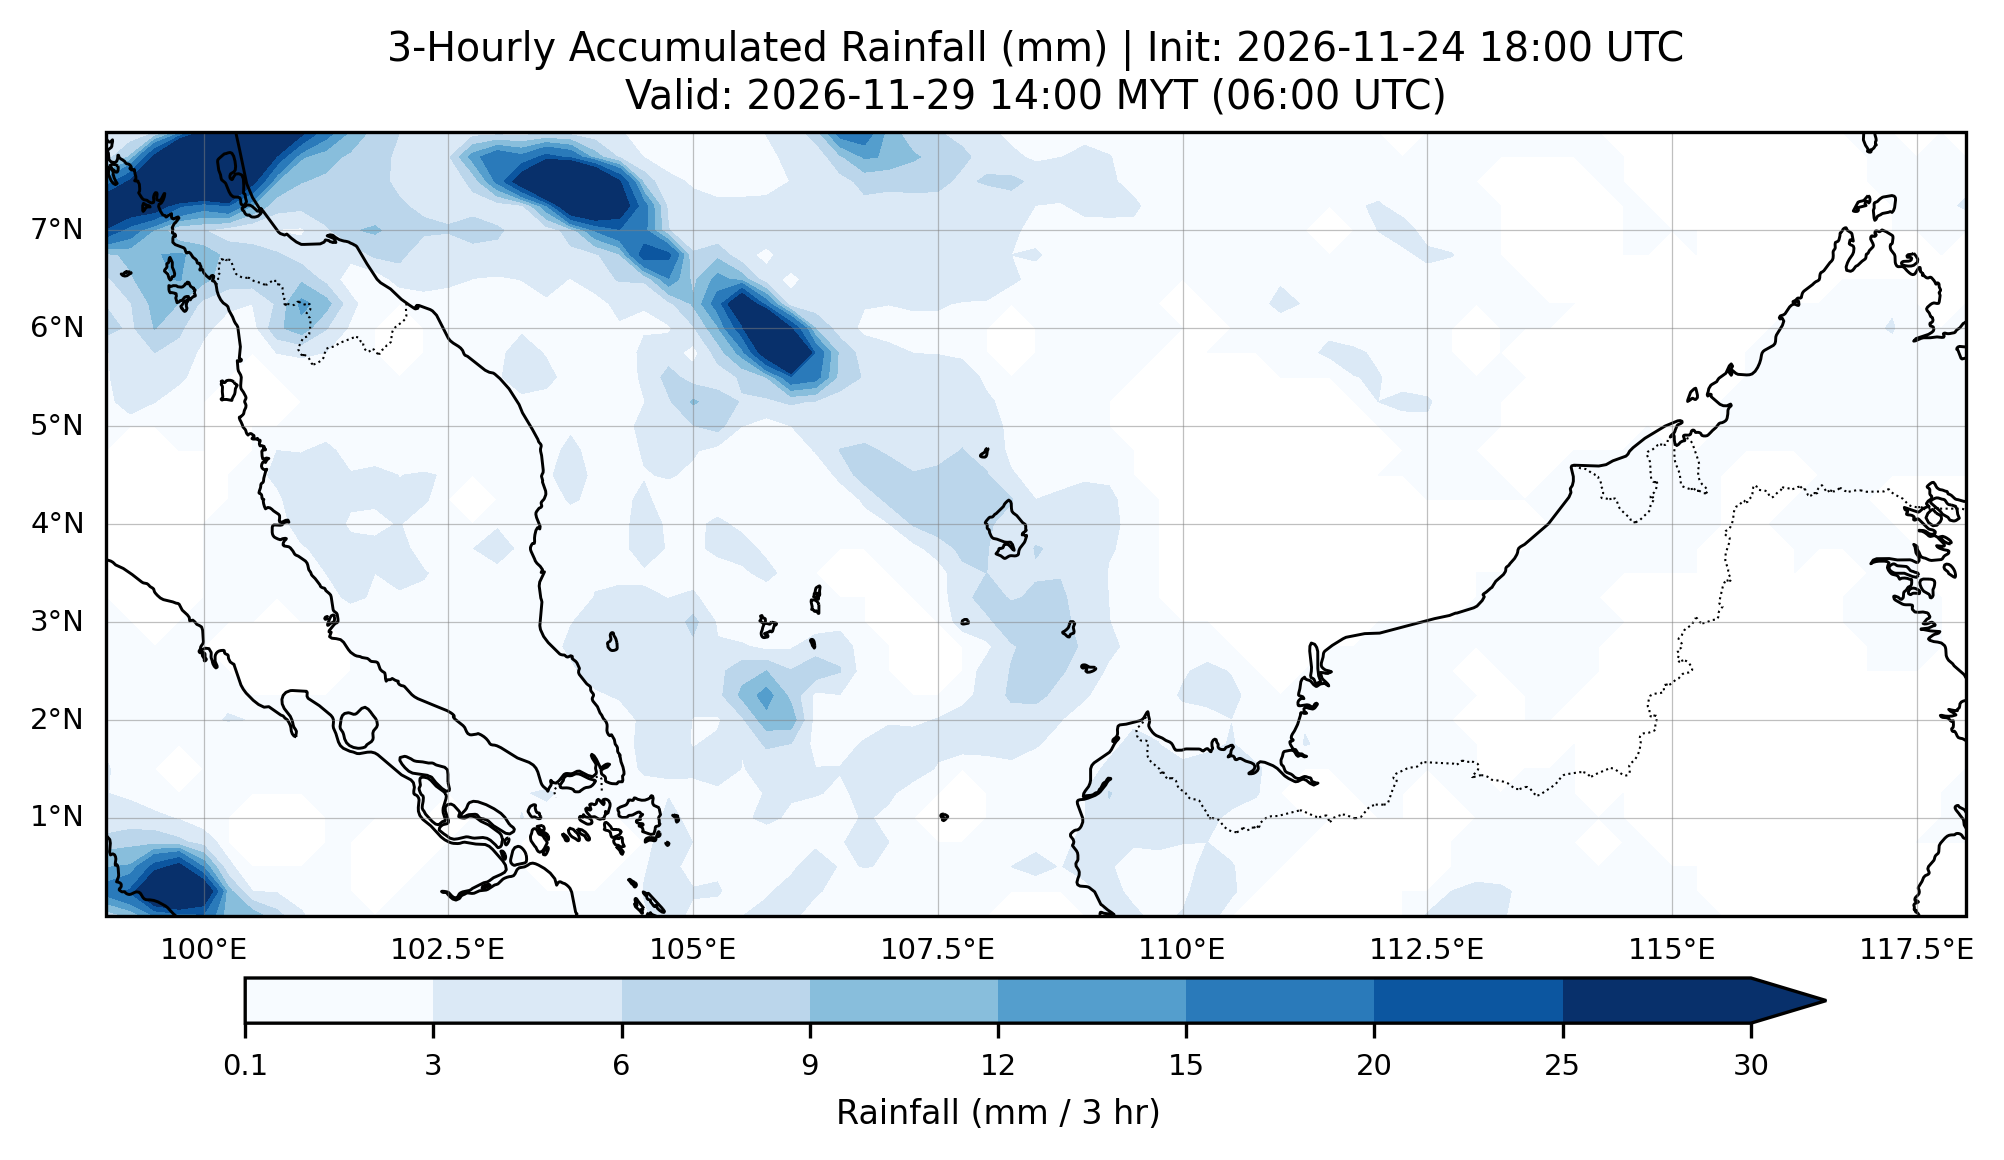 3-Hourly Accumulated Rainfall (mm) | Init: 2026-11-24 18:00 UTC
Valid: 2026-11-29 14:00 MYT (06:00 UTC)
7°N
6°N
5°N
4°N
3°N
2°N
1°N
100°E 102.5°E 105°E 107.5°E 110°E 112.5°E 115°E 117.5°E
0.1 3 6 9 12 15 20 25 30
Rainfall (mm / 3 hr)